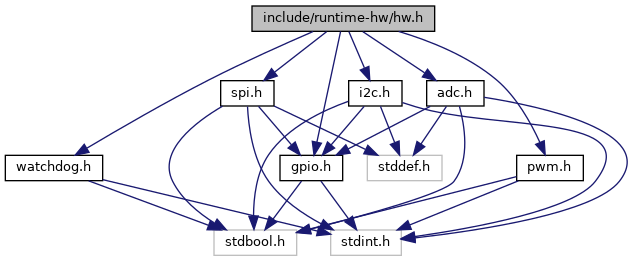 include/runtime-hw/hw.h
spi.h
i2c.h
adc.h
watchdog.h
gpio.h
stddef.h
pwm.h
stdbool.h
stdint.h